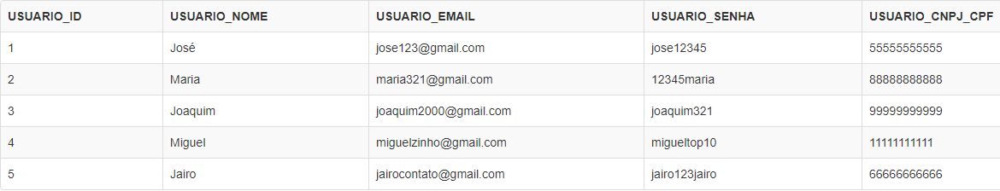 USUARIO_ID USUARIO_NOME USUARIO_EMAIL USUARIO_SENHA USUARIO_CNPJ_CPF
1 José jose123@gmail.com jose12345 55555555555
2 Maria maria321@gmail.com 12345maria 88888888888
3 Joaquim joaquim2000@gmail.com joaquim321 99999999999
4 Miguel miguelzinho@gmail.com migueltop10 11111111111
5 Jairo jairocontato@gmail.com jairo123jairo 66666666666